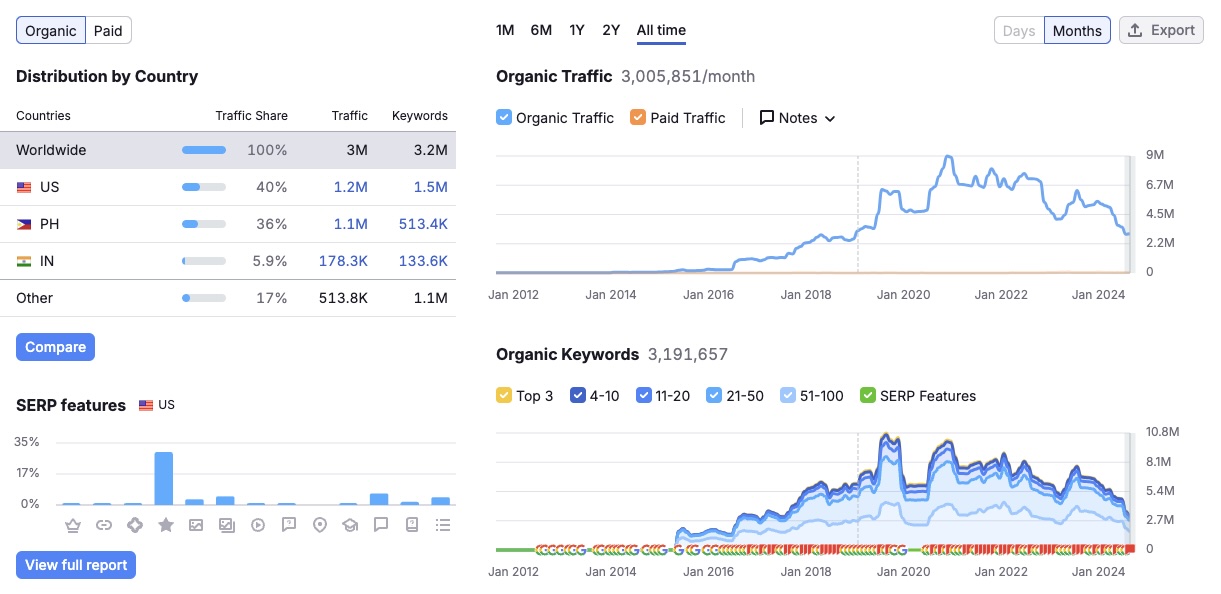 Organic Paid
Distribution by Country
Countries Traffic Share Traffic Keywords
Worldwide 100% 3M 3.2M
US 40% 1.2M 1.5M
PH 36% 1.1M 513.4K
IN 5.9% 178.3K 133.6K
Other 17% 513.8K 1.1M
Compare
SERP features US
35%
17%
0%
View full report
1M 6M 1Y 2Y All time Days Months Export
Organic Traffic 3,005,851/month
Organic Traffic Paid Traffic Notes
9M
6.7M
4.5M
2.2M
0
Jan 2012 Jan 2014 Jan 2016 Jan 2018 Jan 2020 Jan 2022 Jan 2024
Organic Keywords 3,191,657
Top 3 4-10 11-20 21-50 51-100 SERP Features
10.8M
8.1M
5.4M
2.7M
0
Jan 2012 Jan 2014 Jan 2016 Jan 2018 Jan 2020 Jan 2022 Jan 2024